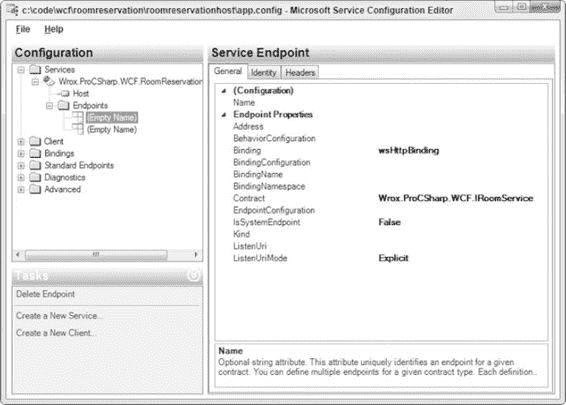 c:\code\wcf\roomreservation\roomreservationhost\app.config - Microsoft Service Configuration Editor
File Help
Configuration
Services
Wrox.ProCSharp.WCF.RoomReservation
Host
Endpoints
(Empty Name)
(Empty Name)
Client
Bindings
Standard Endpoints
Diagnostics
Advanced
Tasks
Delete Endpoint
Create a New Service...
Create a New Client...
Service Endpoint
General Identity Headers
(Configuration)
Name
Endpoint Properties
Address
BehaviorConfiguration
Binding wsHttpBinding
BindingConfiguration
BindingName
BindingNamespace
Contract Wrox.ProCSharp.WCF.IRoomService
EndpointConfiguration
IsSystemEndpoint False
Kind
ListenUri
ListenUriMode Explicit
Name
Optional string attribute. This attribute uniquely identifies an endpoint for a given
contract. You can define multiple endpoints for a given contract type. Each definition..